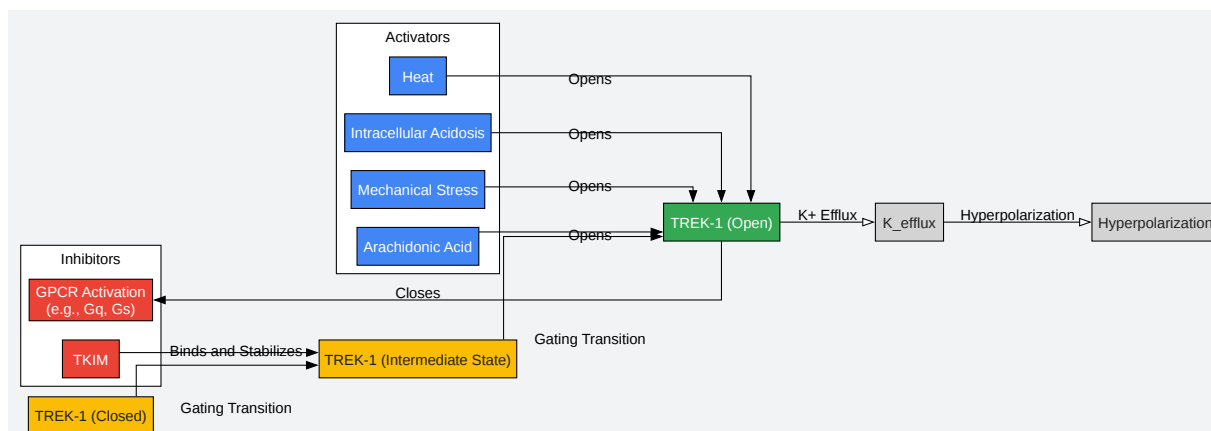 Activators
Heat
Opens
Intracellular Acidosis
Opens
Mechanical Stress
Opens
Arachidonic Acid
Opens
TREK-1 (Open)
K+ Efflux
K_efflux
Hyperpolarization
Hyperpolarization
Inhibitors
GPCR Activation
(e.g., Gq, Gs)
Closes
TKIM
Binds and Stabilizes
TREK-1 (Intermediate State)
Gating Transition
TREK-1 (Closed)
Gating Transition